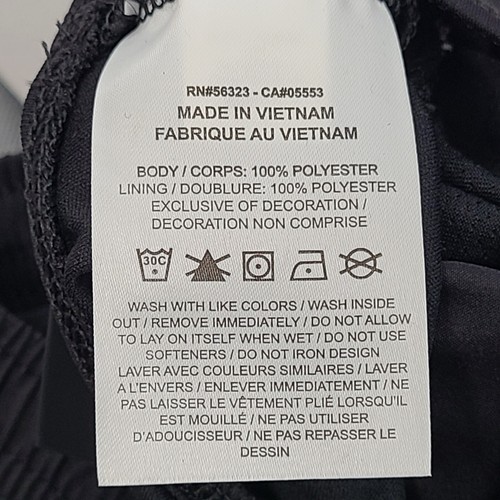 RN#56323 - CA#05553
MADE IN VIETNAM
FABRIQUE AU VIETNAM
BODY / CORPS: 100% POLYESTER
LINING / DOUBLURE: 100% POLYESTER
EXCLUSIVE OF DECORATION /
DECORATION NON COMPRISE
30C
WASH WITH LIKE COLORS / WASH INSIDE
OUT / REMOVE IMMEDIATELY / DO NOT ALLOW
TO LAY ON ITSELF WHEN WET / DO NOT USE
SOFTENERS / DO NOT IRON DESIGN
LAVER AVEC COULEURS SIMILAIRES / LAVER
A L'ENVERS / ENLEVER IMMEDIATEMENT / NE
PAS LAISSER LE VÊTEMENT PLIÉ LORSQU'IL
EST MOUILLÉ / NE PAS UTILISER
D'ADOUCISSEUR / NE PAS REPASSER LE
DESSIN